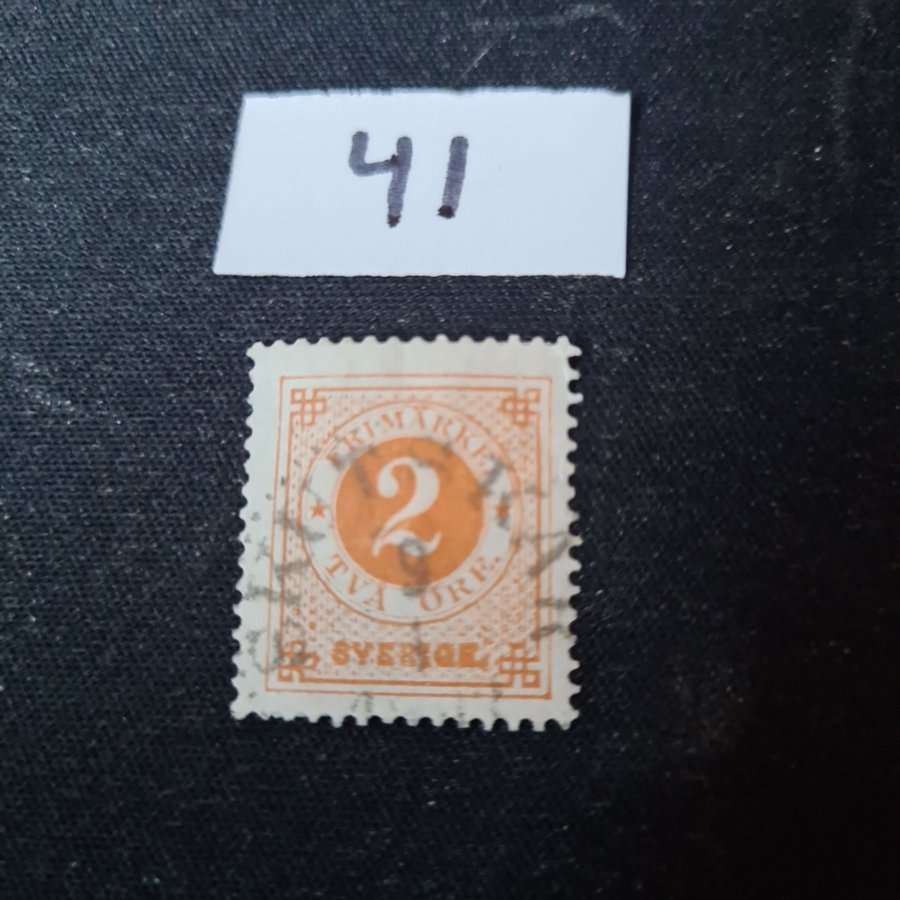 41
FRIMÄRKE
2
TVÅ ÖRE.
SVERIGE.